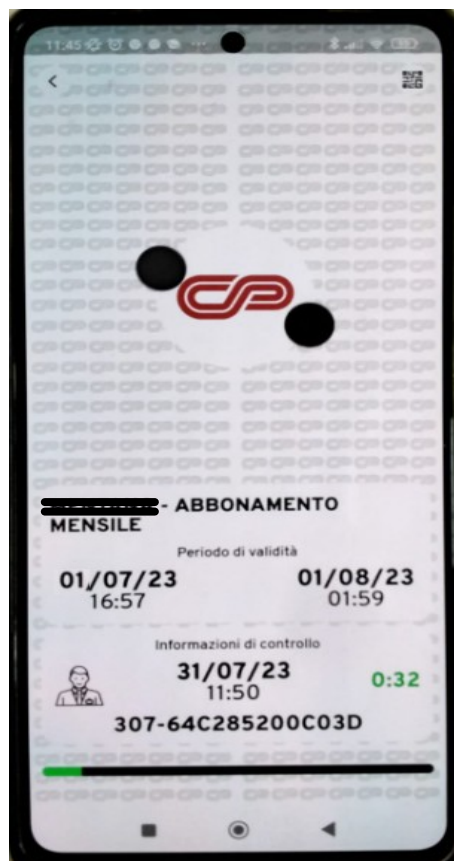 11:45
- ABBONAMENTO
MENSILE
Periodo di validità
01/07/23 01/08/23
16:57 01:59
Informazioni di controllo
31/07/23
11:50
0:32
307-64C285200C03D